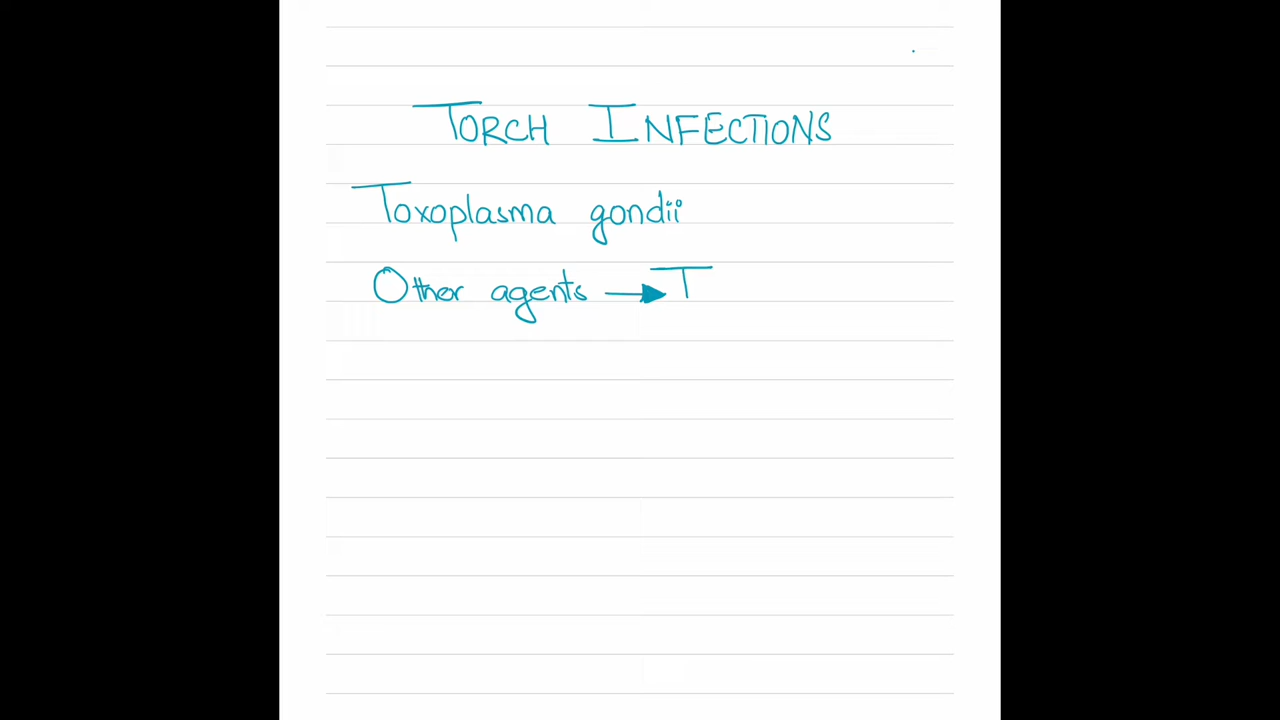 TORCH INFECTIONS
Toxoplasma gondii
Other agents → T